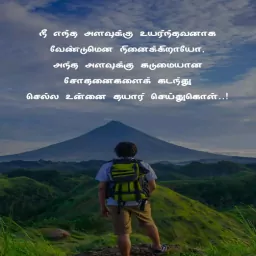 நீ எந்த அளவுக்கு உயர்ந்தவனாக
வேண்டுமென நினைக்கிறாயோ,
அந்த அளவுக்கு கடுமையான
சோதனைகளைக் கடந்து
செல்ல உன்னை தயார் செய்துகொள்..!